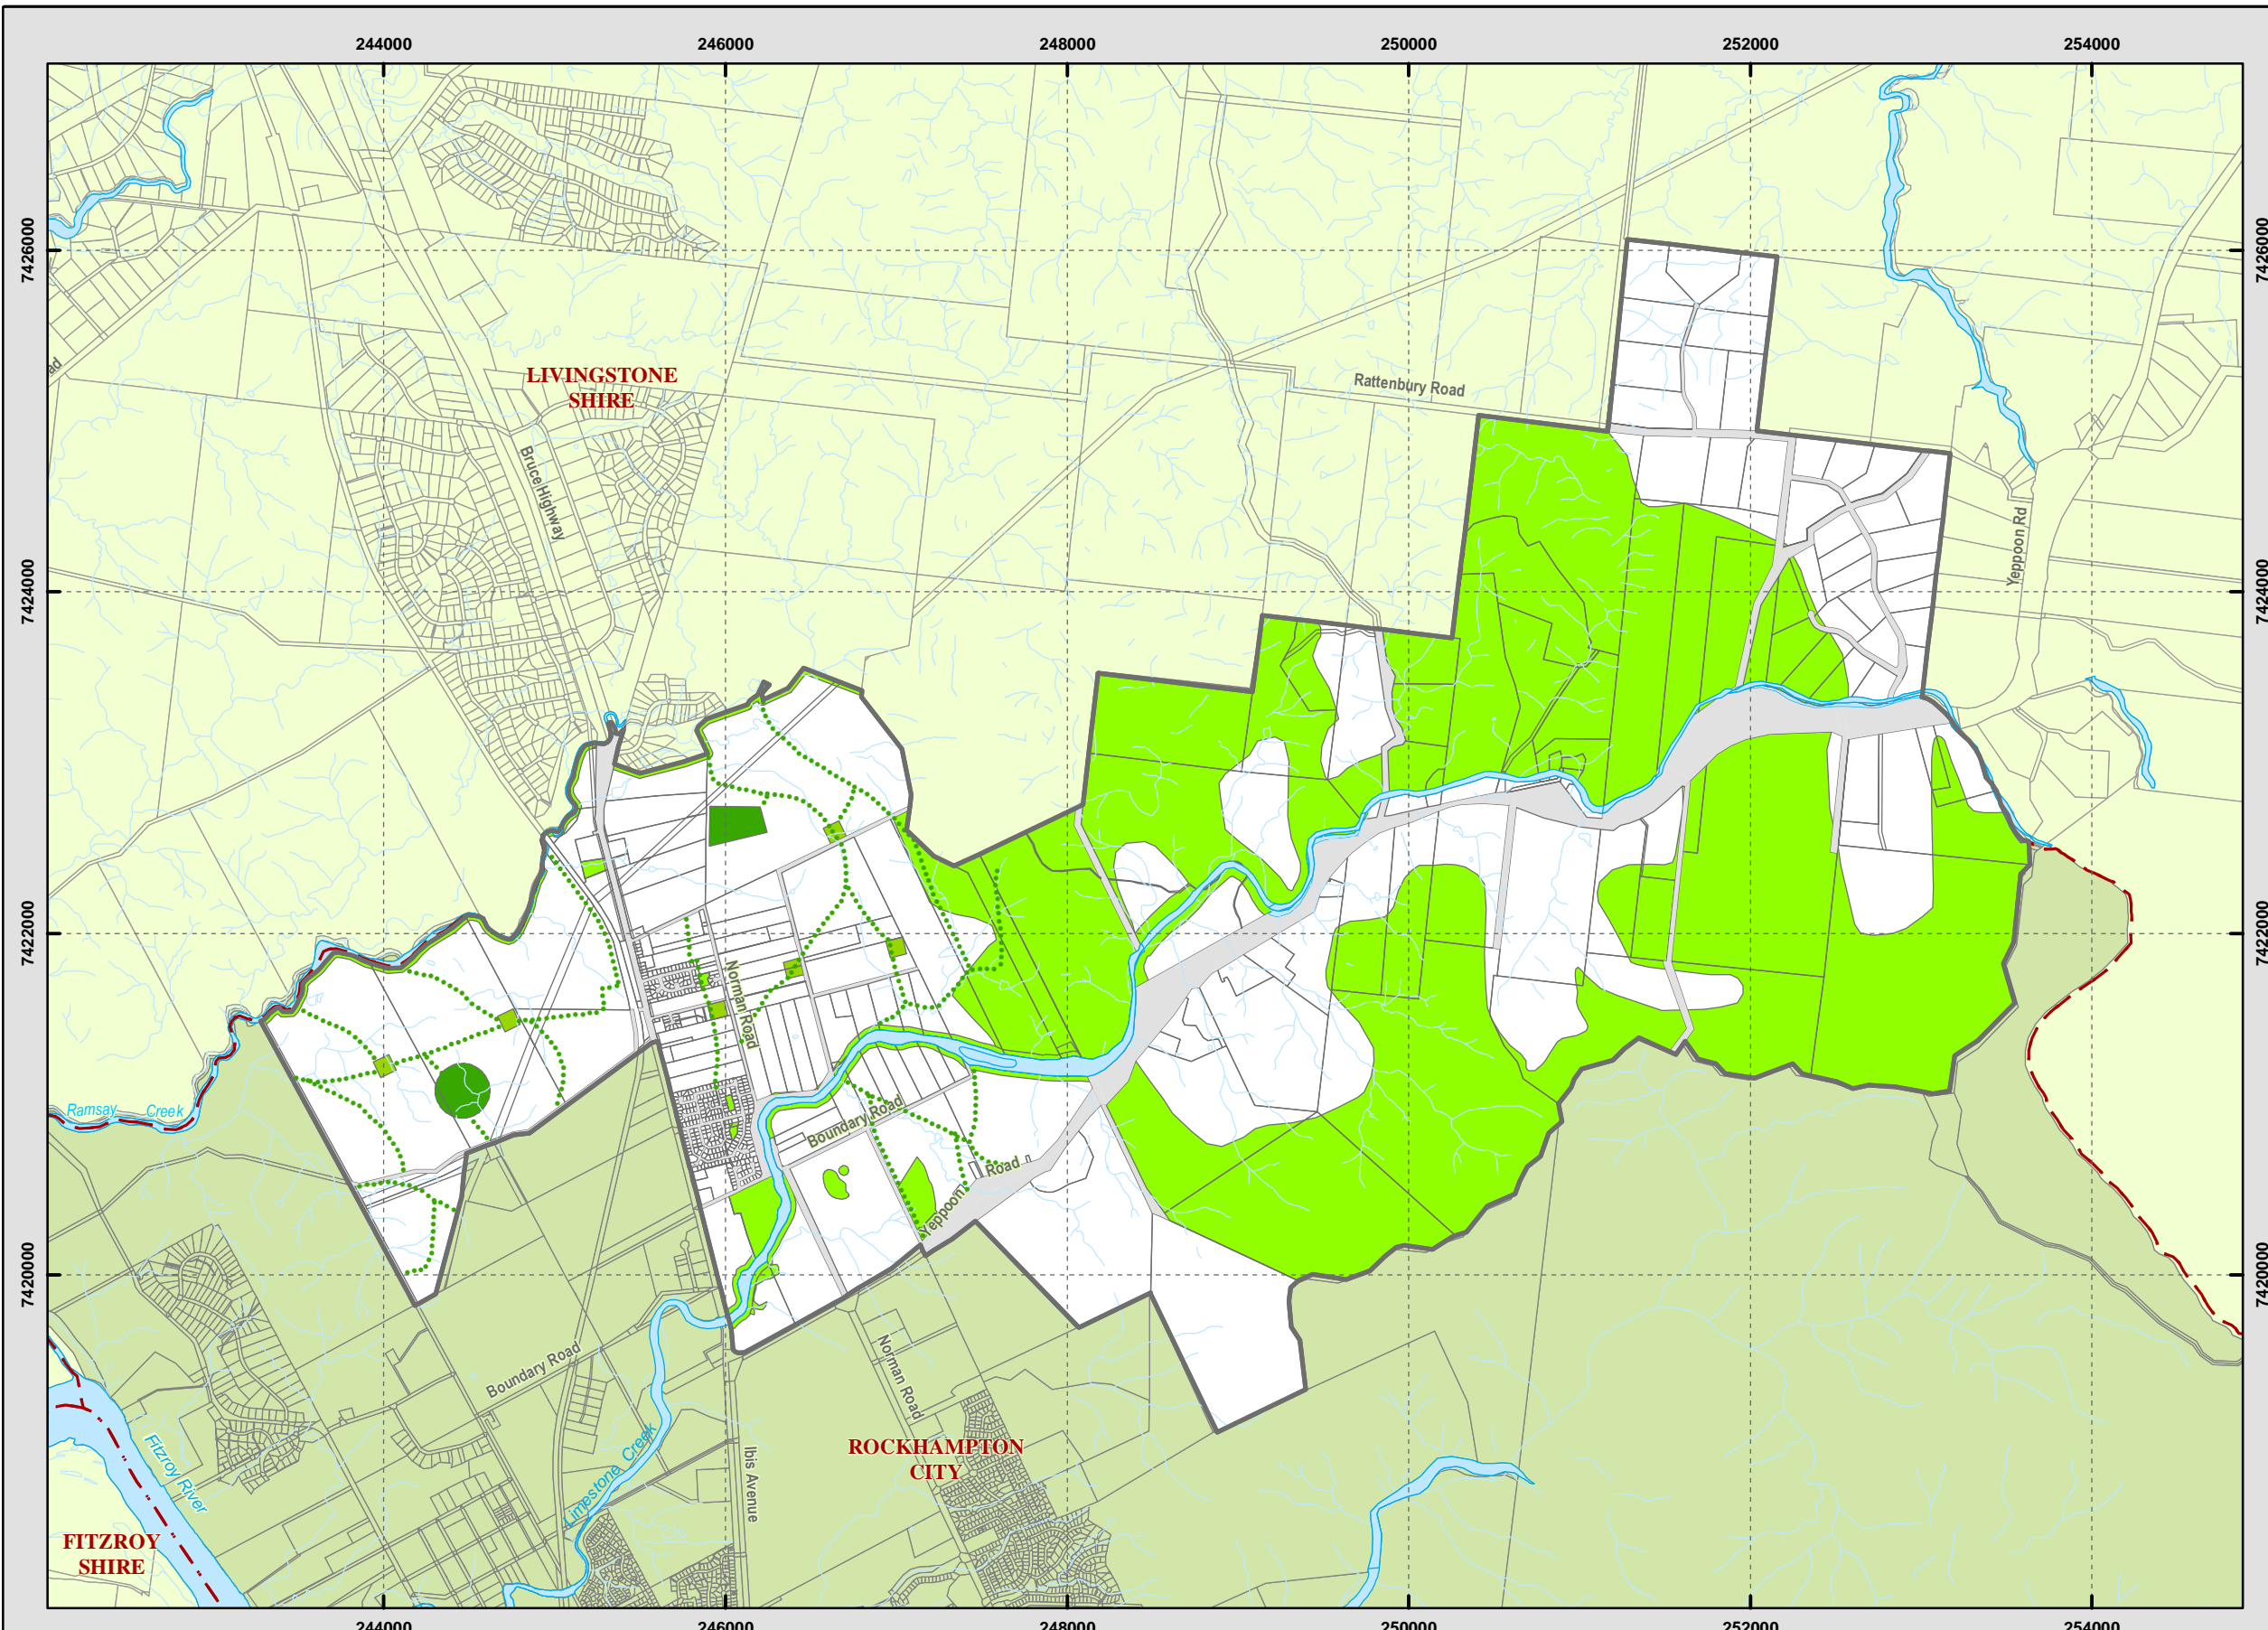 244000 246000 248000 250000 252000 254000
7426000
7426000
ad
LIVINGSTONE
SHIRE
Rattenbury Road
Bruce Highway
Yeppoon Rd
7424000
7424000
7422000
7422000
Norman Road
Ramsay Creek
Boundary Road
Yeppoon Road
7420000
7420000
Boundary Road
Norman Road
Limestone Creek
Ibis Avenue
Fitzroy River
ROCKHAMPTON
CITY
FITZROY
SHIRE
244000 246000 248000 250000 252000 254000